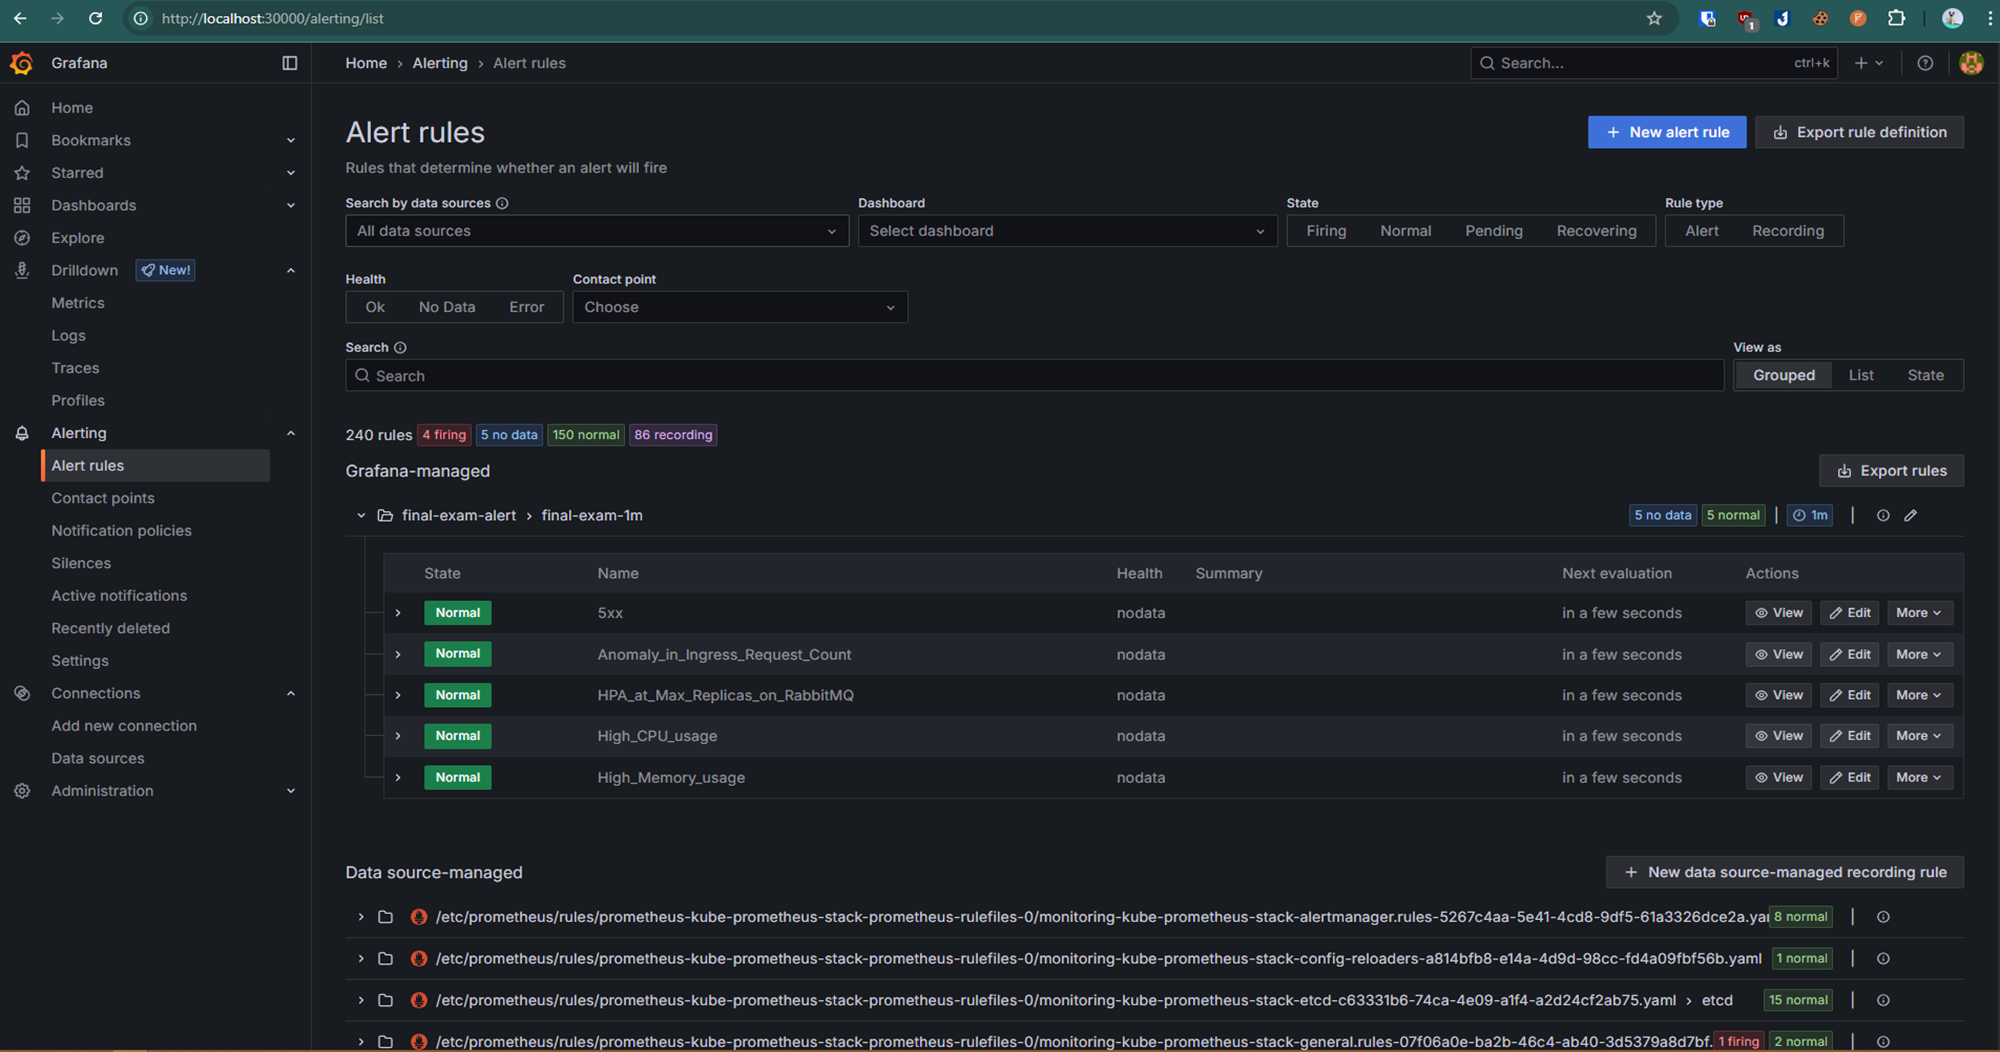 http://localhost:30000/alerting/list
1
Grafana
Home › Alerting › Alert rules
Search...
ctrl+k
Home
Bookmarks
Starred
Dashboards
Explore
Drilldown
New!
Metrics
Logs
Traces
Profiles
Alerting
Alert rules
Contact points
Notification policies
Silences
Active notifications
Recently deleted
Settings
Connections
Add new connection
Data sources
Administration
Alert rules
New alert rule
Export rule definition
Rules that determine whether an alert will fire
Search by data sources
Dashboard
State
Rule type
All data sources
Select dashboard
Firing Normal Pending Recovering
Alert Recording
Health
Contact point
Ok No Data Error
Choose
Search
View as
Search
Grouped List State
240 rules 4 firing 5 no data 150 normal 86 recording
Grafana-managed
Export rules
final-exam-alert › final-exam-1m
5 no data 5 normal | 1m |
State Name Health Summary Next evaluation Actions
Normal 5xx nodata in a few seconds View Edit More
Normal Anomaly_in_Ingress_Request_Count nodata in a few seconds View Edit More
Normal HPA_at_Max_Replicas_on_RabbitMQ nodata in a few seconds View Edit More
Normal High_CPU_usage nodata in a few seconds View Edit More
Normal High_Memory_usage nodata in a few seconds View Edit More
Data source-managed
New data source-managed recording rule
/etc/prometheus/rules/prometheus-kube-prometheus-stack-prometheus-rulefiles-0/monitoring-kube-prometheus-stack-alertmanager.rules-5267c4aa-5e41-4cd8-9df5-61a3326dce2a.yam 8 normal |
/etc/prometheus/rules/prometheus-kube-prometheus-stack-prometheus-rulefiles-0/monitoring-kube-prometheus-stack-config-reloaders-a814bfb8-e14a-4d9d-98cc-fd4a09fbf56b.yaml 1 normal |
/etc/prometheus/rules/prometheus-kube-prometheus-stack-prometheus-rulefiles-0/monitoring-kube-prometheus-stack-etcd-c63331b6-74ca-4e09-a1f4-a2d24cf2ab75.yaml › etcd 15 normal |
/etc/prometheus/rules/prometheus-kube-prometheus-stack-prometheus-rulefiles-0/monitoring-kube-prometheus-stack-general.rules-07f06a0e-ba2b-46c4-ab40-3d5379a8d7bf. 1 firing 2 normal |